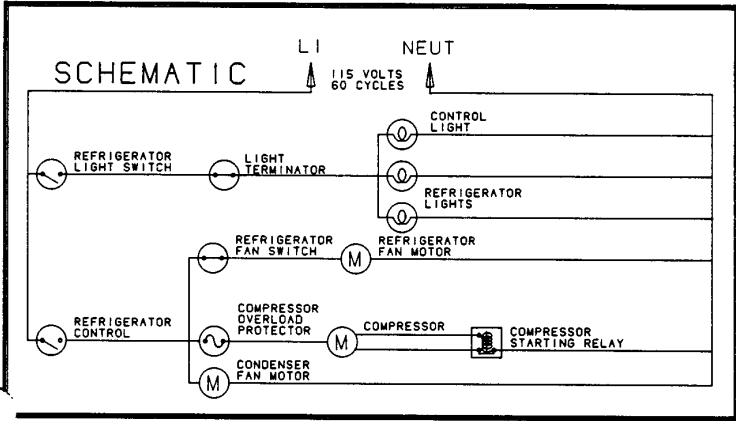 L1
NEUT
SCHEMATIC
115 VOLTS
60 CYCLES
CONTROL
LIGHT
REFRIGERATOR
LIGHT SWITCH
LIGHT
TERMINATOR
REFRIGERATOR
LIGHTS
REFRIGERATOR
FAN SWITCH
M
REFRIGERATOR
FAN MOTOR
REFRIGERATOR
CONTROL
COMPRESSOR
OVERLOAD
PROTECTOR
M
COMPRESSOR
COMPRESSOR
STARTING RELAY
M
CONDENSER
FAN MOTOR